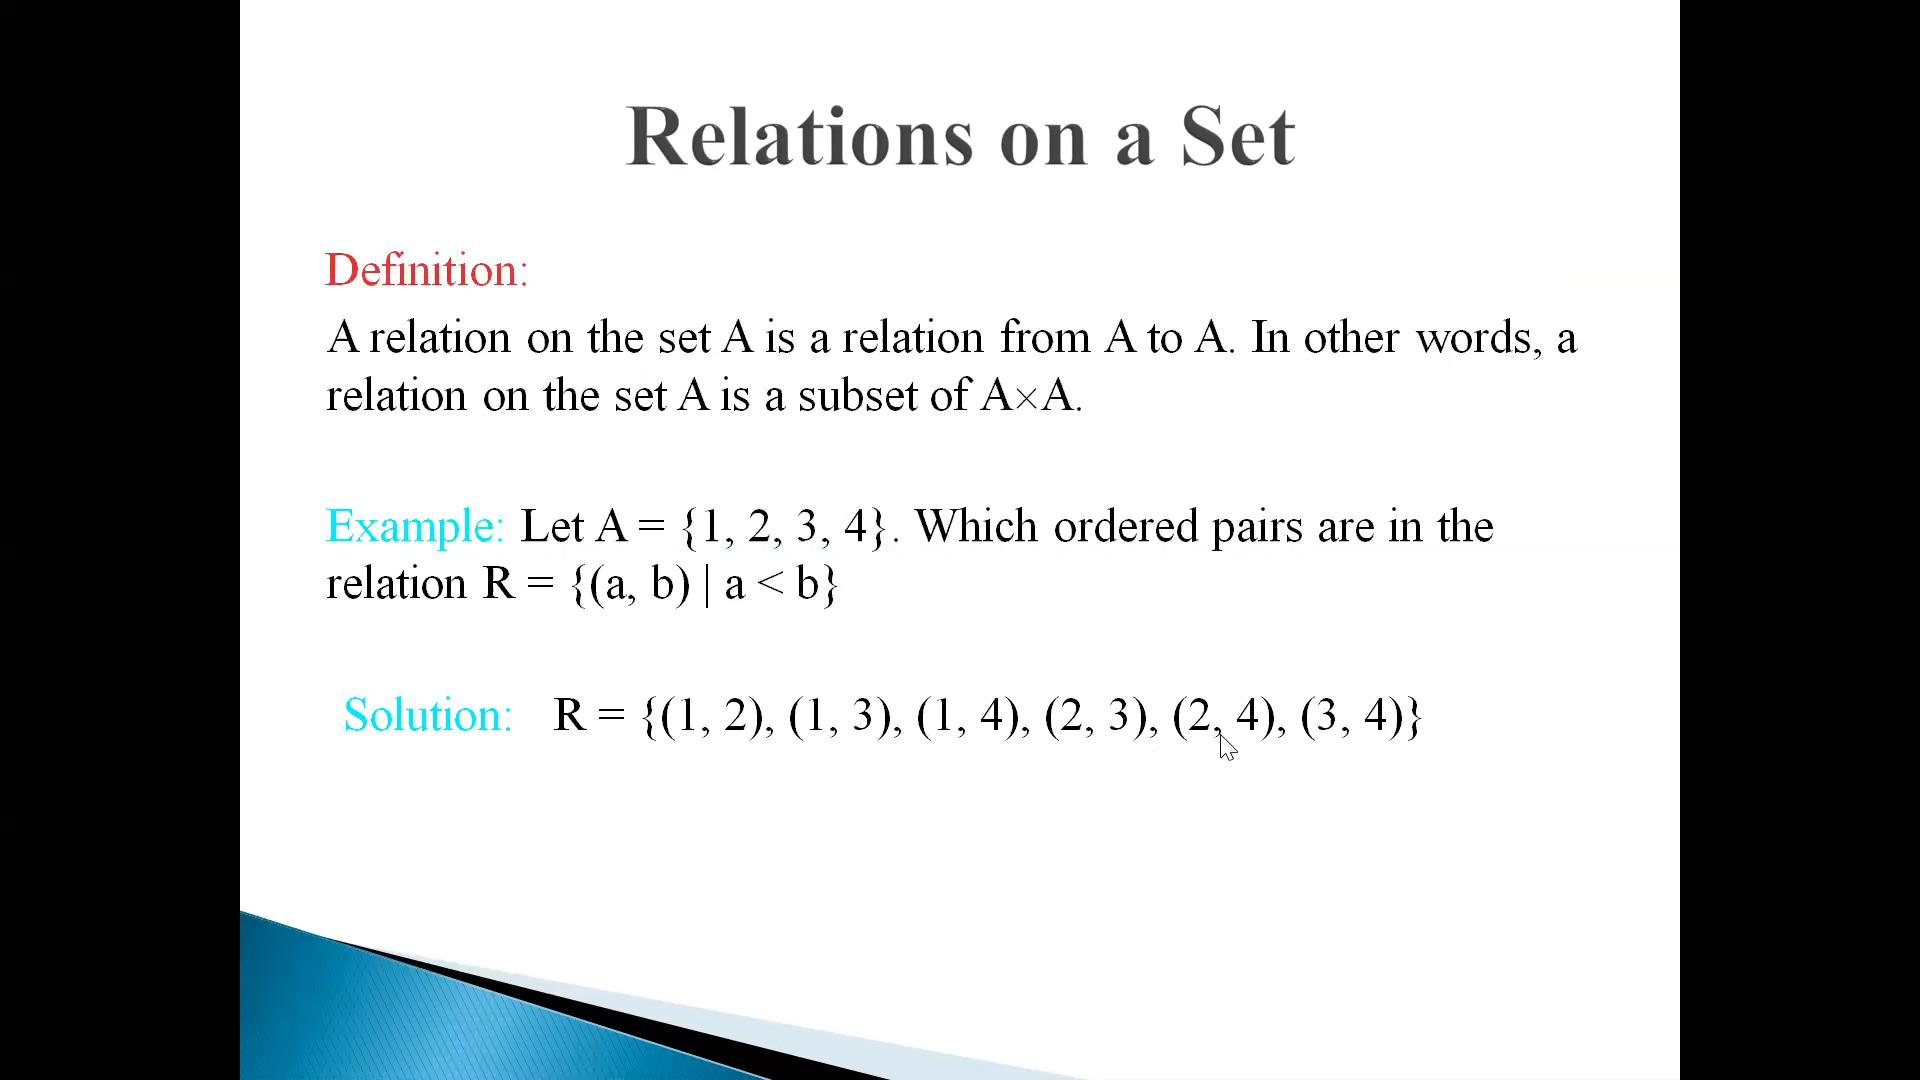 Relations on a Set
Definition:
A relation on the set A is a relation from A to A. In other words, a
relation on the set A is a subset of A×A.
Example: Let A = {1, 2, 3, 4}. Which ordered pairs are in the
relation R = {(a, b) | a < b}
Solution: R = {(1, 2), (1, 3), (1, 4), (2, 3), (2, 4), (3, 4)}